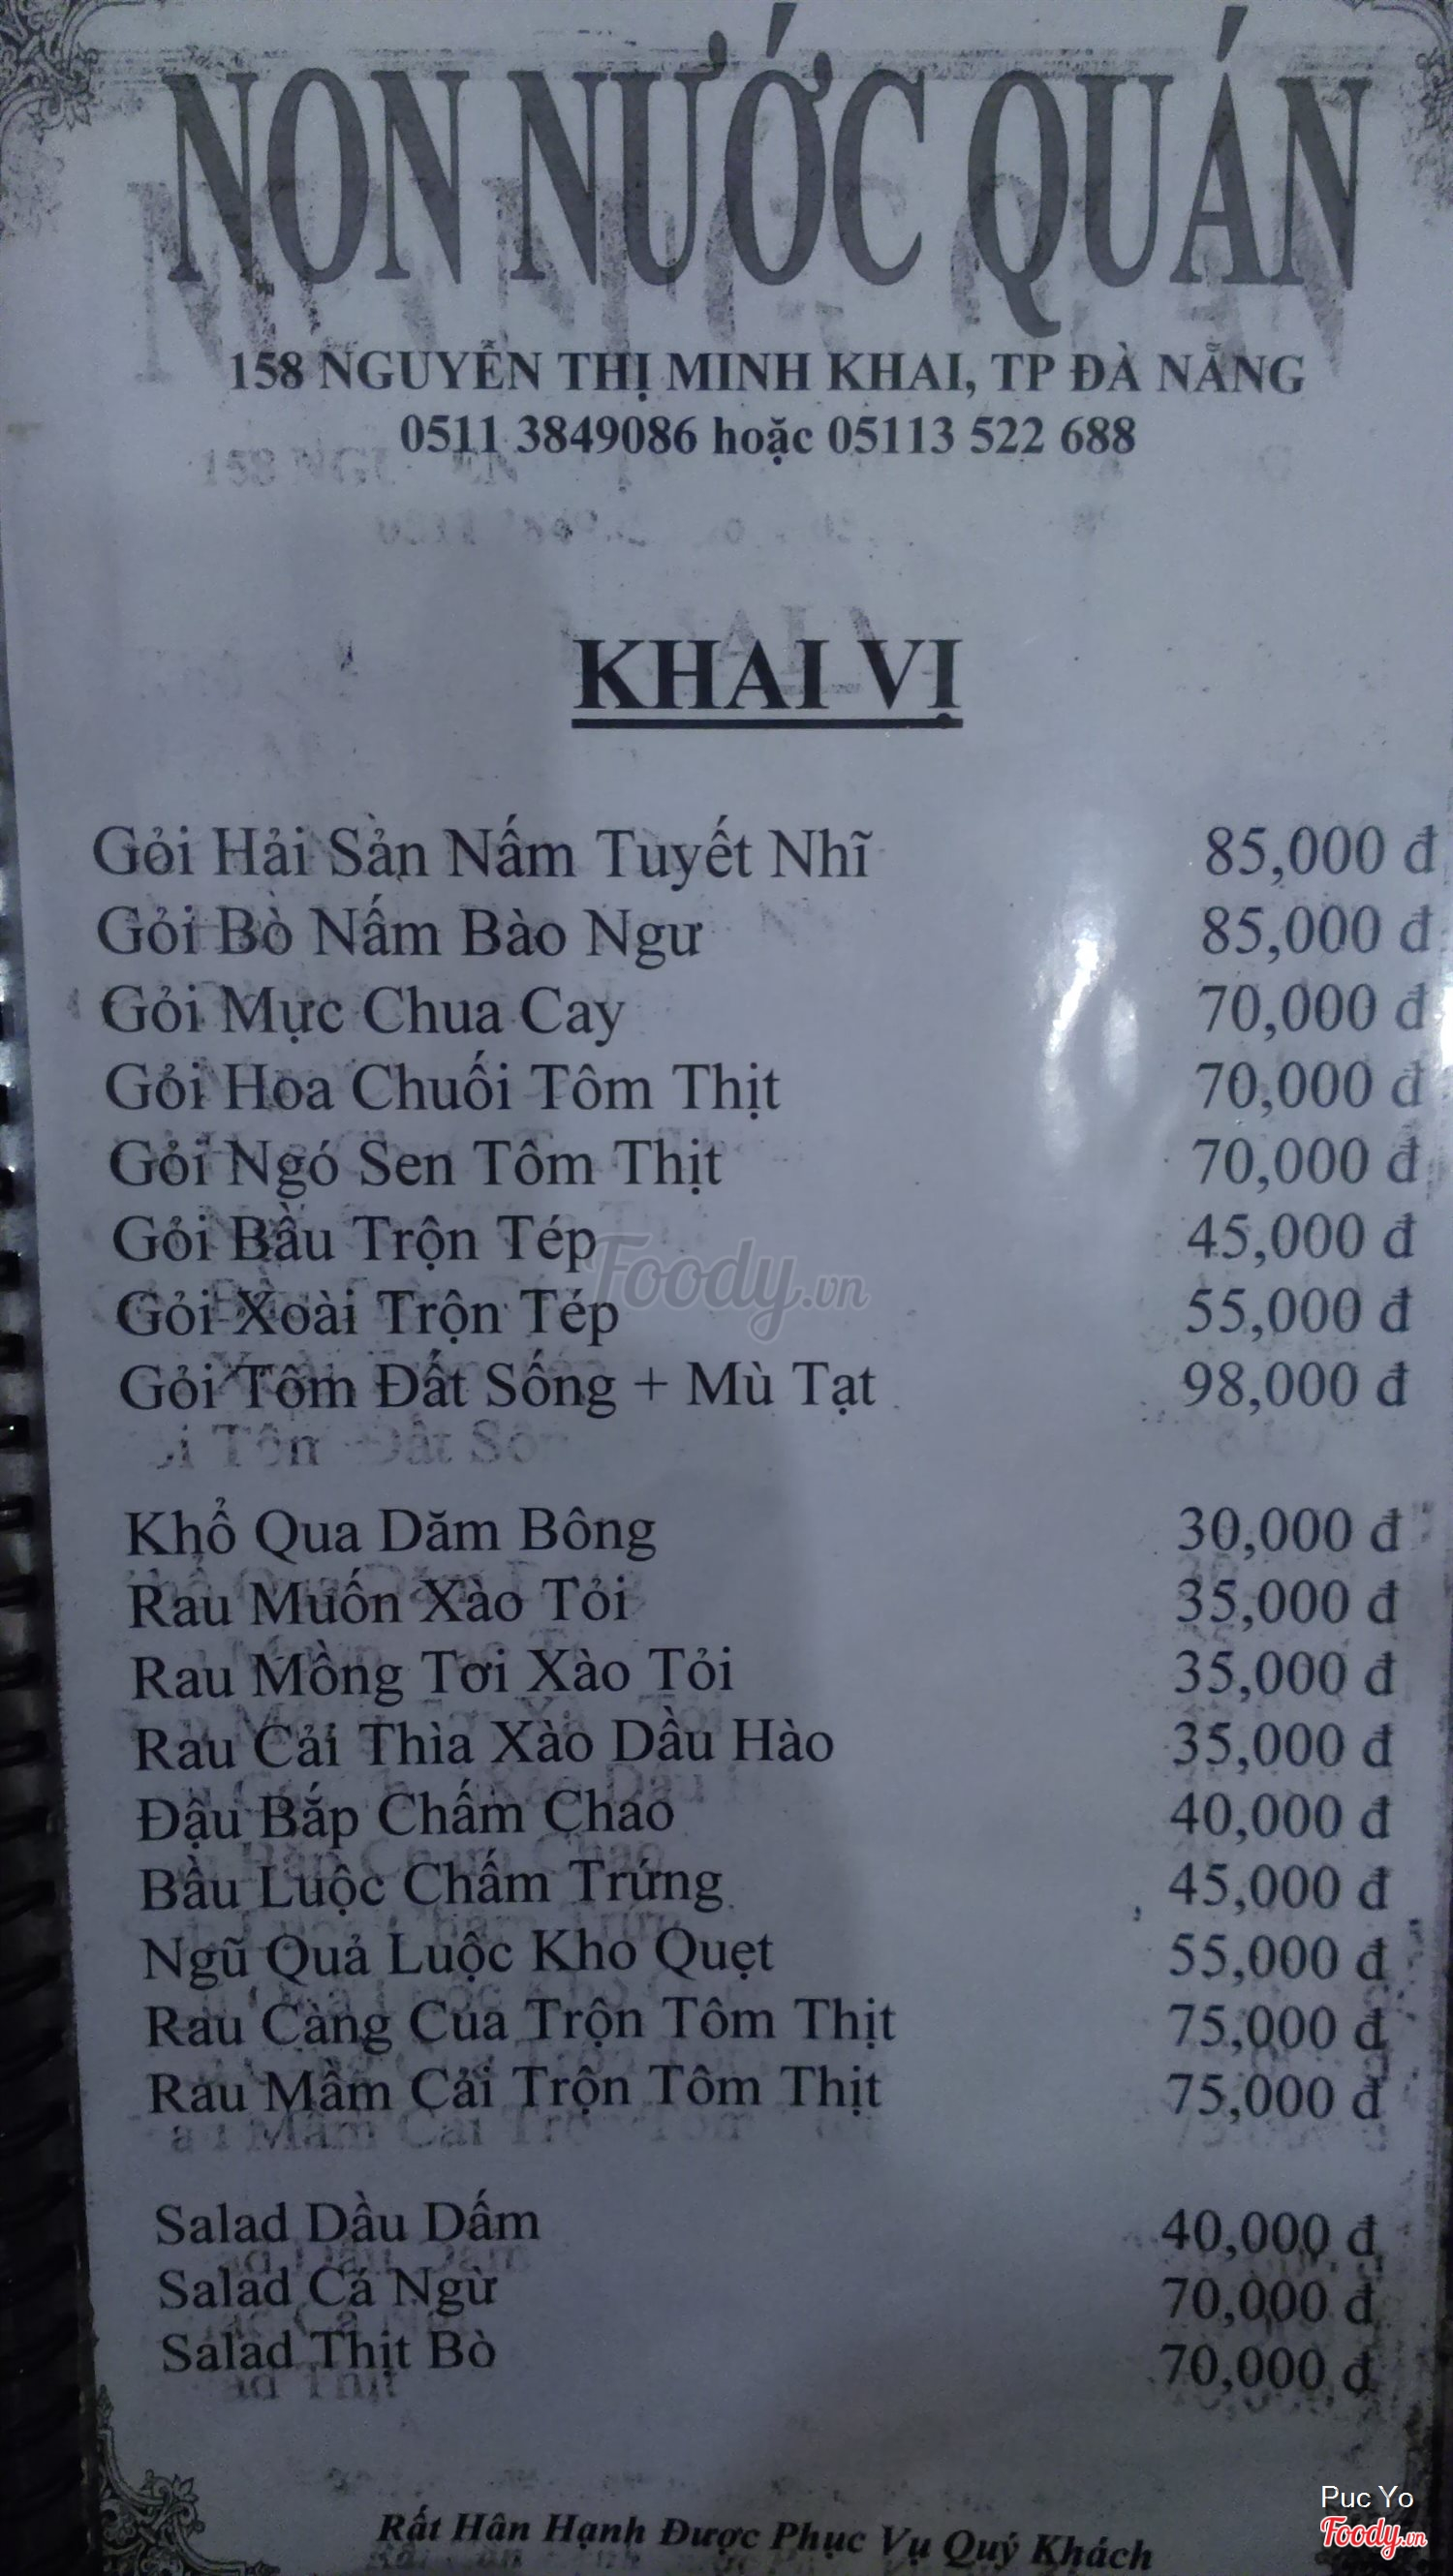 NON NƯỚC QUÁN
158 NGUYỄN THỊ MINH KHAI, TP ĐÀ NẴNG
0511 3849086 hoặc 05113 522 688
KHAI VỊ
Gỏi Hải Sản Nấm Tuyết Nhĩ 85,000 đ
Gỏi Bò Nấm Bào Ngư 85,000 đ
Gỏi Mực Chua Cay 70,000 đ
Gỏi Hoa Chuối Tôm Thịt 70,000 đ
Gỏi Ngó Sen Tôm Thịt 70,000 đ
Gỏi Bầu Trộn Tép 45,000 đ
Foody.vn
Gỏi Xoài Trộn Tép 55,000 đ
Gỏi Tôm Đất Sống + Mù Tạt 98,000 đ
Khổ Qua Dăm Bông 30,000 đ
Rau Muốn Xào Tỏi 35,000 đ
Rau Mồng Tơi Xào Tỏi 35,000 đ
Rau Cải Thìa Xào Dầu Hào 35,000 đ
Đậu Bắp Chấm Chao 40,000 đ
Bầu Luộc Chấm Trứng 45,000 đ
Ngũ Quả Luộc Kho Quẹt 55,000 đ
Rau Càng Cua Trộn Tôm Thịt 75,000 đ
Rau Mầm Cải Trộn Tôm Thịt 75,000 đ
Salad Dầu Dấm 40,000 đ
Salad Cá Ngừ 70,000 đ
Salad Thịt Bò 70,000 đ
Rất Hân Hạnh Được Phục Vụ Quý Khách
Puc Yo
Foody.vn